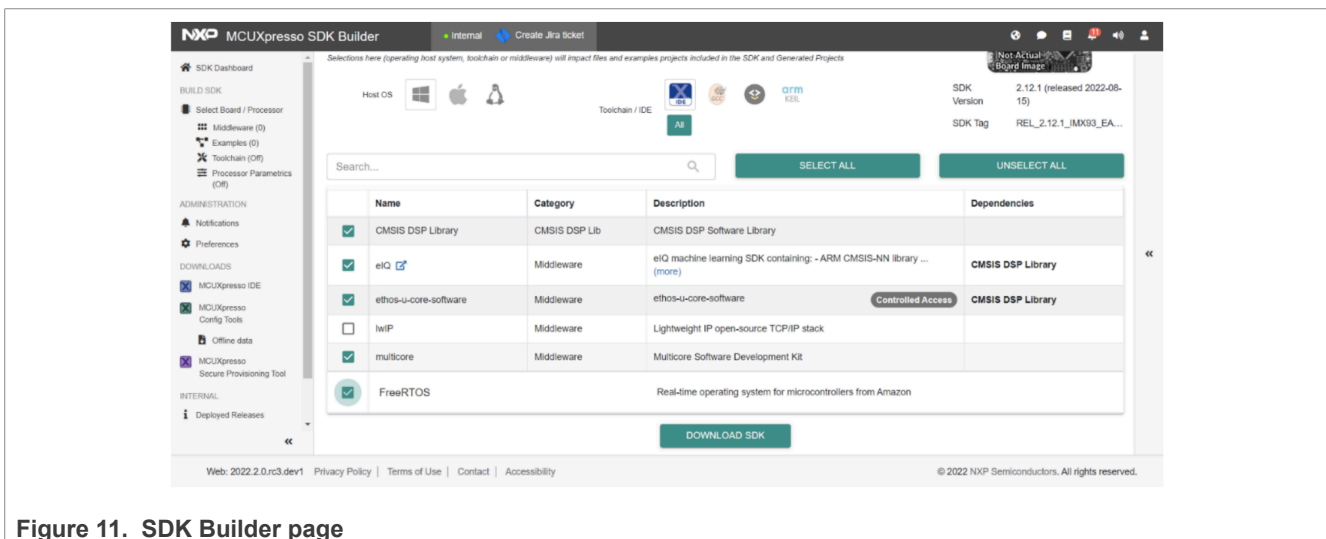 NXP MCUXpresso SDK Builder
Internal
Create Jira ticket
11
SDK Dashboard
BUILD SDK
Select Board / Processor
Middleware (0)
Examples (0)
Toolchain (Off)
Processor Parametrics
(Off)
ADMINISTRATION
Notifications
Preferences
DOWNLOADS
MCUXpresso IDE
MCUXpresso
Config Tools
Offline data
MCUXpresso
Secure Provisioning Tool
INTERNAL
Deployed Releases
«
Selections here (operating host system, toolchain or middleware) will impact files and examples projects included in the SDK and Generated Projects
Host OS
Toolchain / IDE
IDE
GCC
arm
KEIL
All
Not Actual
Board Image
SDK
Version
2.12.1 (released 2022-08-
15)
SDK Tag
REL_2.12.1_IMX93_EA...
Search...
SELECT ALL
UNSELECT ALL
Name Category Description Dependencies
CMSIS DSP Library CMSIS DSP Lib CMSIS DSP Software Library
eIQ Middleware eIQ machine learning SDK containing: - ARM CMSIS-NN library ...
(more) CMSIS DSP Library
ethos-u-core-software Middleware ethos-u-core-software Controlled Access CMSIS DSP Library
lwIP Middleware Lightweight IP open-source TCP/IP stack
multicore Middleware Multicore Software Development Kit
FreeRTOS Real-time operating system for microcontrollers from Amazon
DOWNLOAD SDK
«
Web: 2022.2.0.rc3.dev1 Privacy Policy | Terms of Use | Contact | Accessibility
© 2022 NXP Semiconductors. All rights reserved.
Figure 11. SDK Builder page